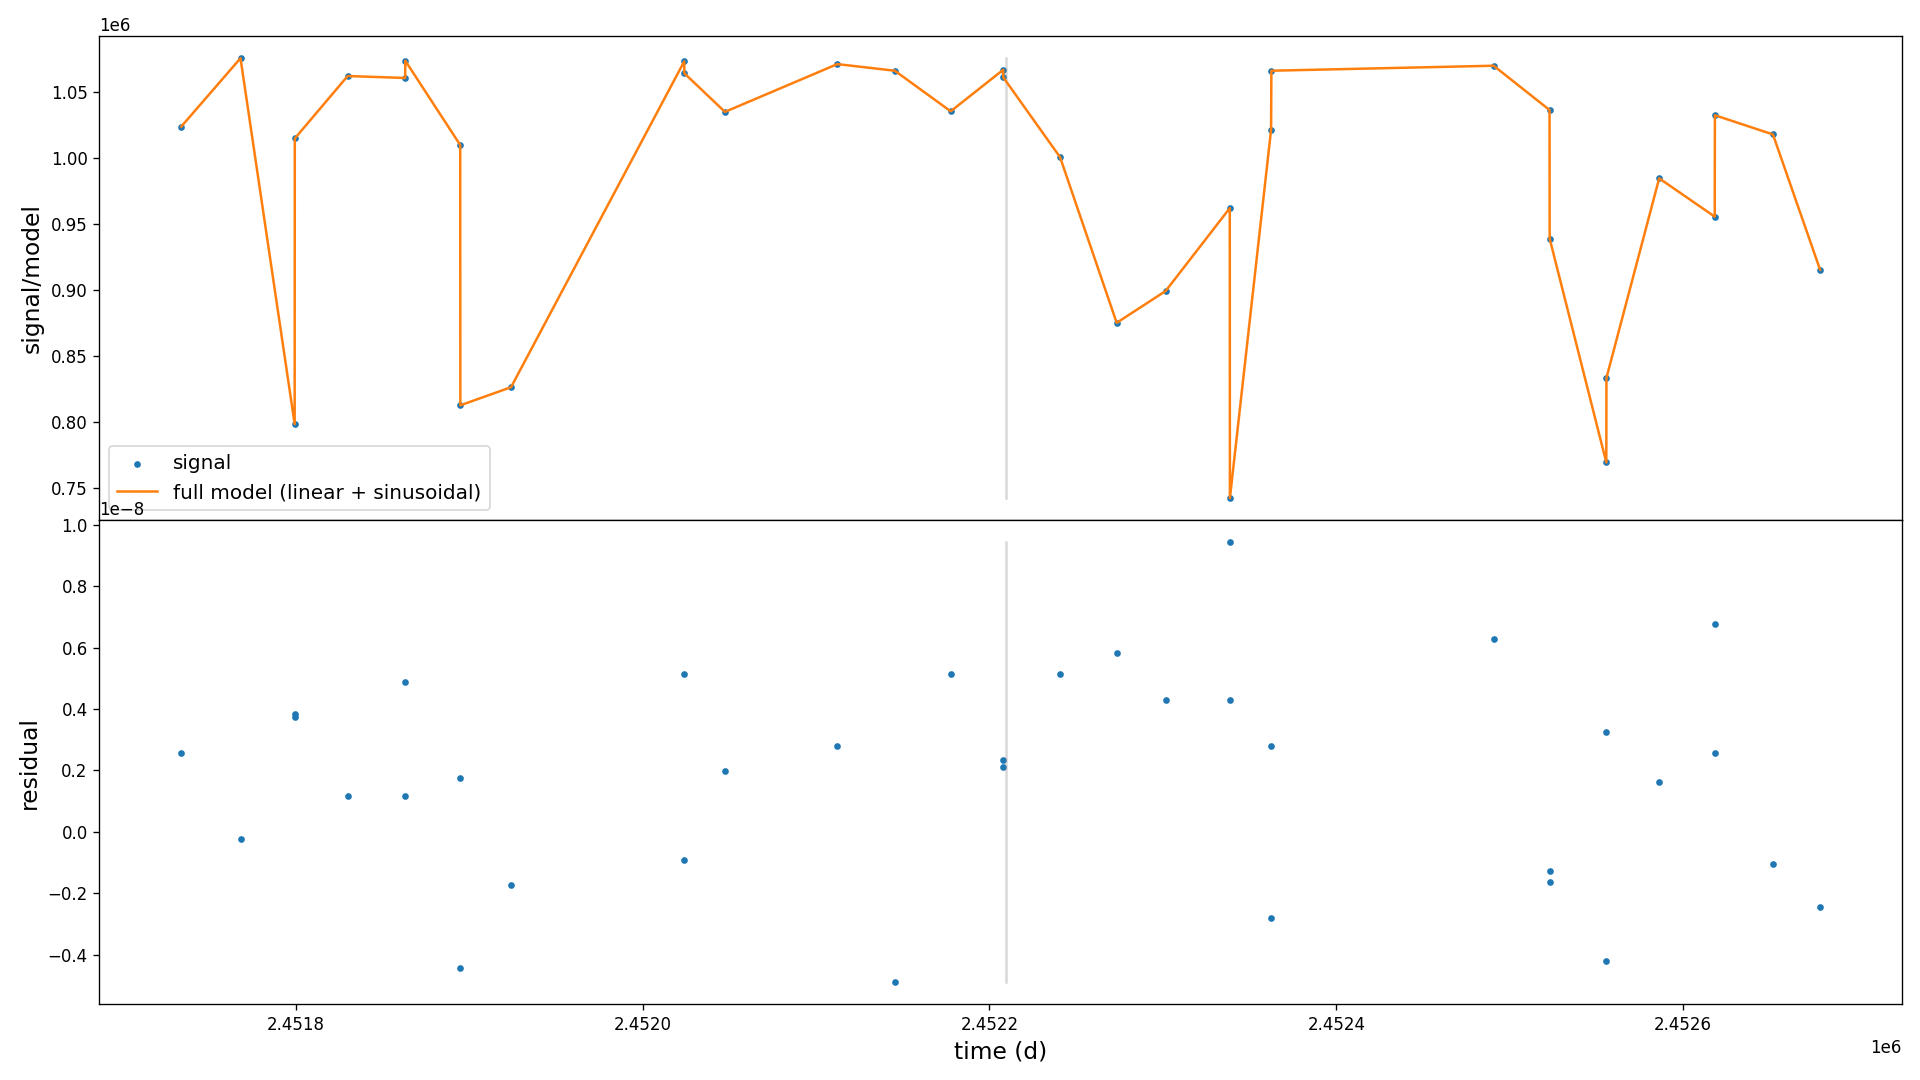 1e6
1.05
1.00
0.95
0.90
0.85
0.80
0.75
signal/model
signal
full model (linear + sinusoidal)
1e−8
1.0
0.8
0.6
0.4
0.2
0.0
−0.2
−0.4
residual
2.4518
2.4520
2.4522
2.4524
2.4526
time (d)
1e6